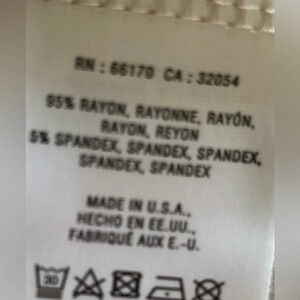 RN : 66170 CA : 32054
95% RAYON, RAYONNE, RAYÓN,
RAYON, REYON
5% SPANDEX, SPANDEX, SPANDEX,
SPANDEX, SPANDEX
MADE IN U.S.A.,
HECHO EN EE.UU.,
FABRIQUÉ AUX E.-U.
30